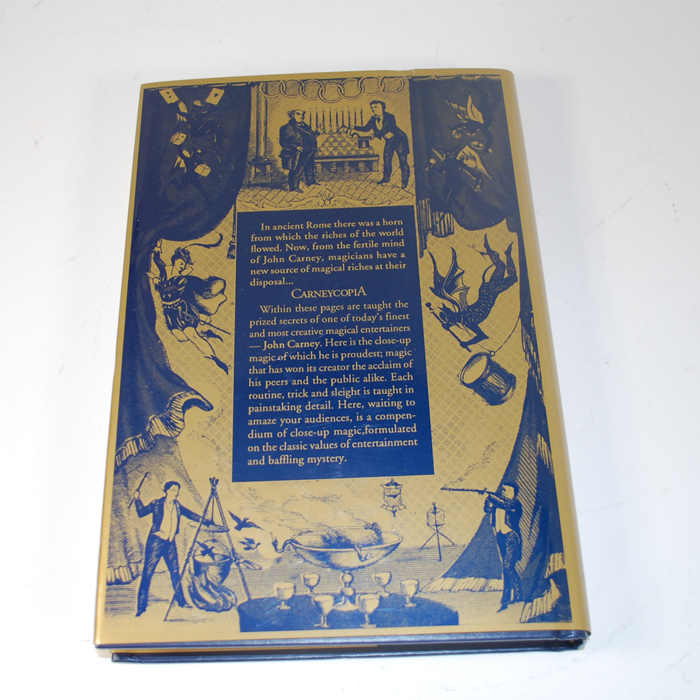 In ancient Rome there was a horn
from which the riches of the world
flowed. Now, from the fertile mind
of John Carney, magicians have a
new source of magical riches at their
disposal...
CARNEYCOPIA
Within these pages are taught the
prized secrets of one of today's finest
and most creative magical entertainers
— John Carney. Here is the close-up
magic of which he is proudest; magic
that has won its creator the acclaim of
his peers and the public alike. Each
routine, trick and sleight is taught in
painstaking detail. Here, waiting to
amaze your audiences, is a compen-
dium of close-up magic,formulated
on the classic values of entertainment
and baffling mystery.